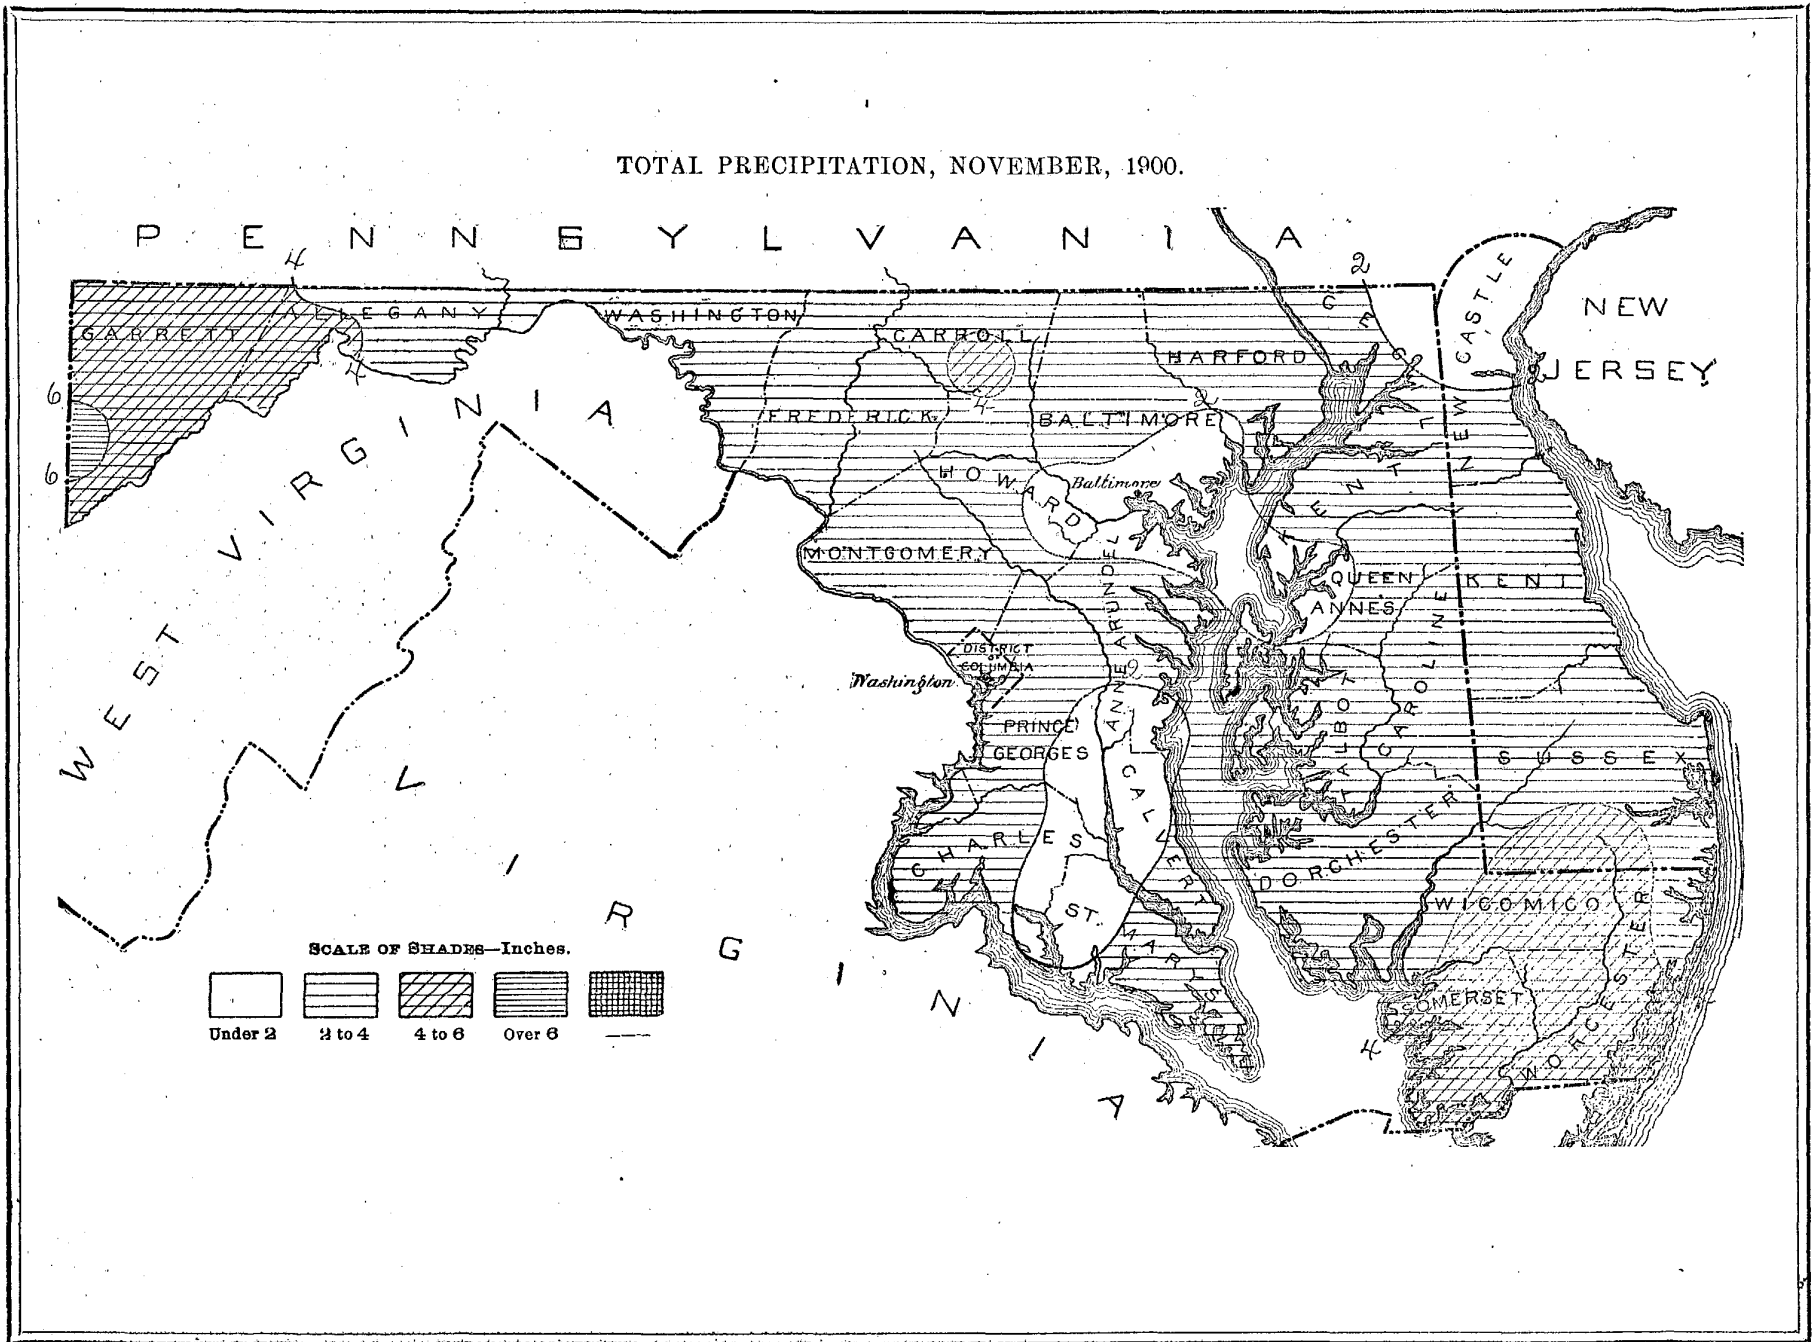 TOTAL PRECIPITATION, NOVEMBER, 1900.
PENNSYLVANIA
4
2
NEW CASTLE
NEW
JERSEY
GARRETT
ALLEGANY
WASHINGTON
CARROLL
CECIL
HARFORD
4
6
4
2
FREDERICK
BALTIMORE
6
HOWARD
Baltimore
KENT
WEST VIRGINIA
MONTGOMERY
ANNE ARUNDEL
QUEEN
ANNE'S
KENT
DISTRICT
OF
COLUMBIA
Washington
CAROLINE
TALBOT
PRINCE
GEORGES
SUSSEX
CALVERT
CHARLES
DORCHESTER
ST. MARYS
WICOMICO
WORCESTER
SOMERSET
4
VIRGINIA
SCALE OF SHADES—Inches.
Under 2 2 to 4 4 to 6 Over 6 ——